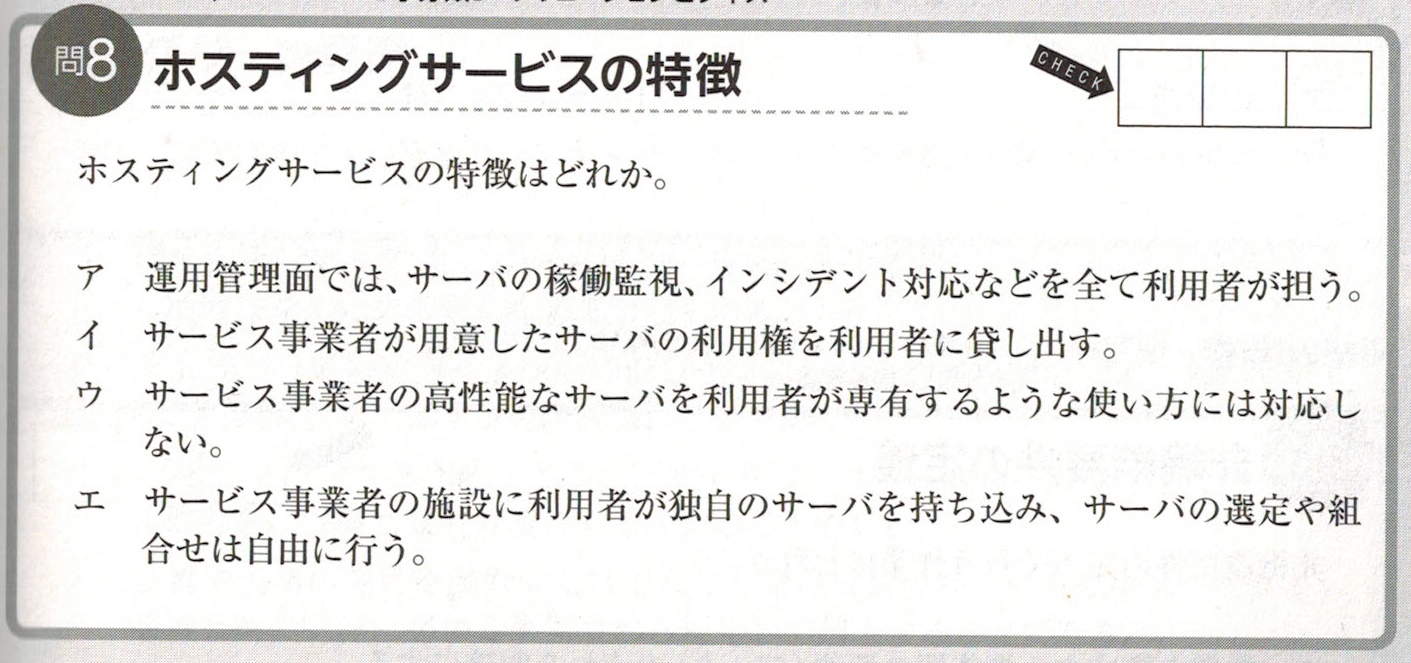 問8 ホスティングサービスの特徴
CHECK
ホスティングサービスの特徴はどれか。
ア 運用管理面では、サーバの稼働監視、インシデント対応などを全て利用者が担う。
イ サービス事業者が用意したサーバの利用権を利用者に貸し出す。
ウ サービス事業者の高性能なサーバを利用者が専有するような使い方には対応し
ない。
エ サービス事業者の施設に利用者が独自のサーバを持ち込み、サーバの選定や組
合せは自由に行う。